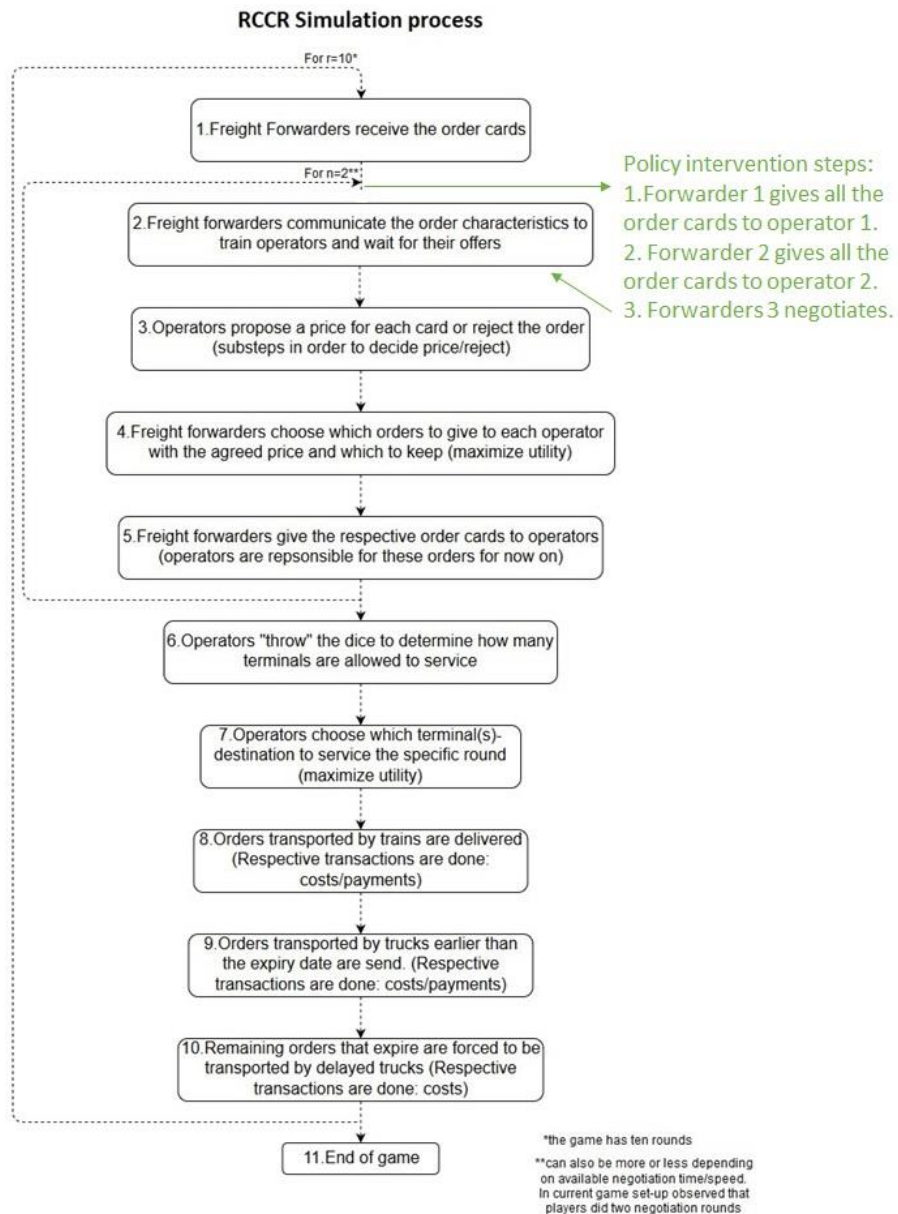 RCCR Simulation process
For r=10*
1.Freight Forwarders receive the order cards
For n=2**
Policy intervention steps:
1.Forwarder 1 gives all the
order cards to operator 1.
2. Forwarder 2 gives all the
order cards to operator 2.
3. Forwarders 3 negotiates.
2.Freight forwarders communicate the order characteristics to
train operators and wait for their offers
3.Operators propose a price for each card or reject the order
(substeps in order to decide price/reject)
4.Freight forwarders choose which orders to give to each operator
with the agreed price and which to keep (maximize utility)
5.Freight forwarders give the respective order cards to operators
(operators are repsonsible for these orders for now on)
6.Operators "throw" the dice to determine how many
terminals are allowed to service
7.Operators choose which terminal(s)-
destination to service the specific round
(maximize utility)
8.Orders transported by trains are delivered
(Respective transactions are done:
costs/payments)
9.Orders transported by trucks earlier than
the expiry date are send. (Respective
transactions are done: costs/payments)
10.Remaining orders that expire are forced to be
transported by delayed trucks (Respective
transactions are done: costs)
11.End of game
*the game has ten rounds
**can also be more or less depending
on available negotiation time/speed.
In current game set-up observed that
players did two negotiation rounds